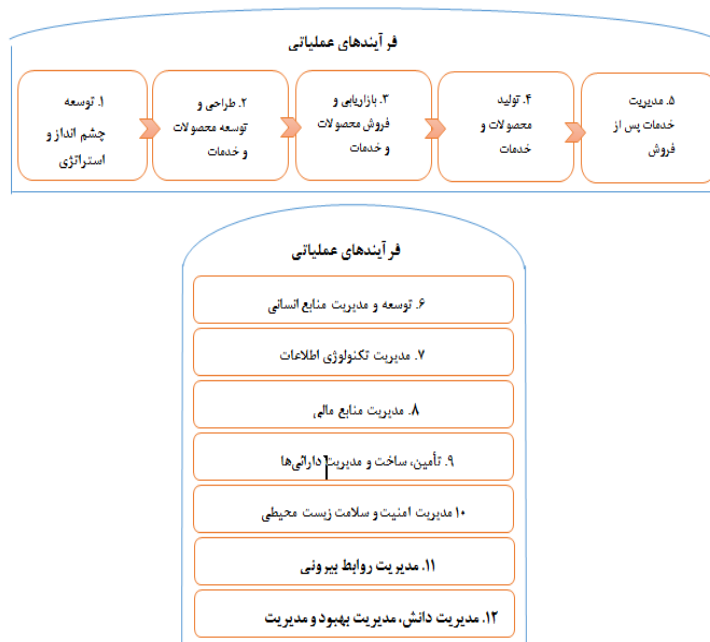 فرآیندهای عملیاتی
۱. توسعه
چشم انداز و
استراتژی
۲. طراحی و
توسعه محصولات
و خدمات
۳. بازاریابی و
فروش محصولات
و خدمات
۴. تولید
محصولات و
خدمات
۵. مدیریت
خدمات پس از
فروش
فرآیندهای عملیاتی
۶. توسعه و مدیریت منابع انسانی
۷. مدیریت تکنولوژی اطلاعات
۸. مدیریت منابع مالی
۹. تأمین، ساخت و مدیریت دارائی‌ها
۱۰ مدیریت امنیت و سلامت زیست محیطی
۱۱. مدیریت روابط بیرونی
۱۲. مدیریت دانش، مدیریت بهبود و مدیریت